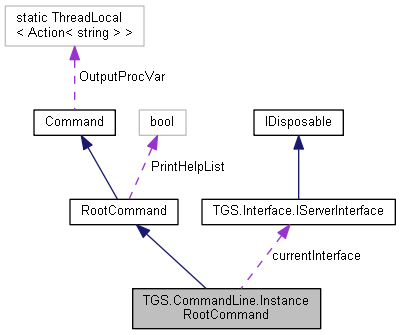 static ThreadLocal
< Action< string > >
OutputProcVar
Command
bool
IDisposable
PrintHelpList
RootCommand
TGS.Interface.IServerInterface
currentInterface
TGS.CommandLine.Instance
RootCommand